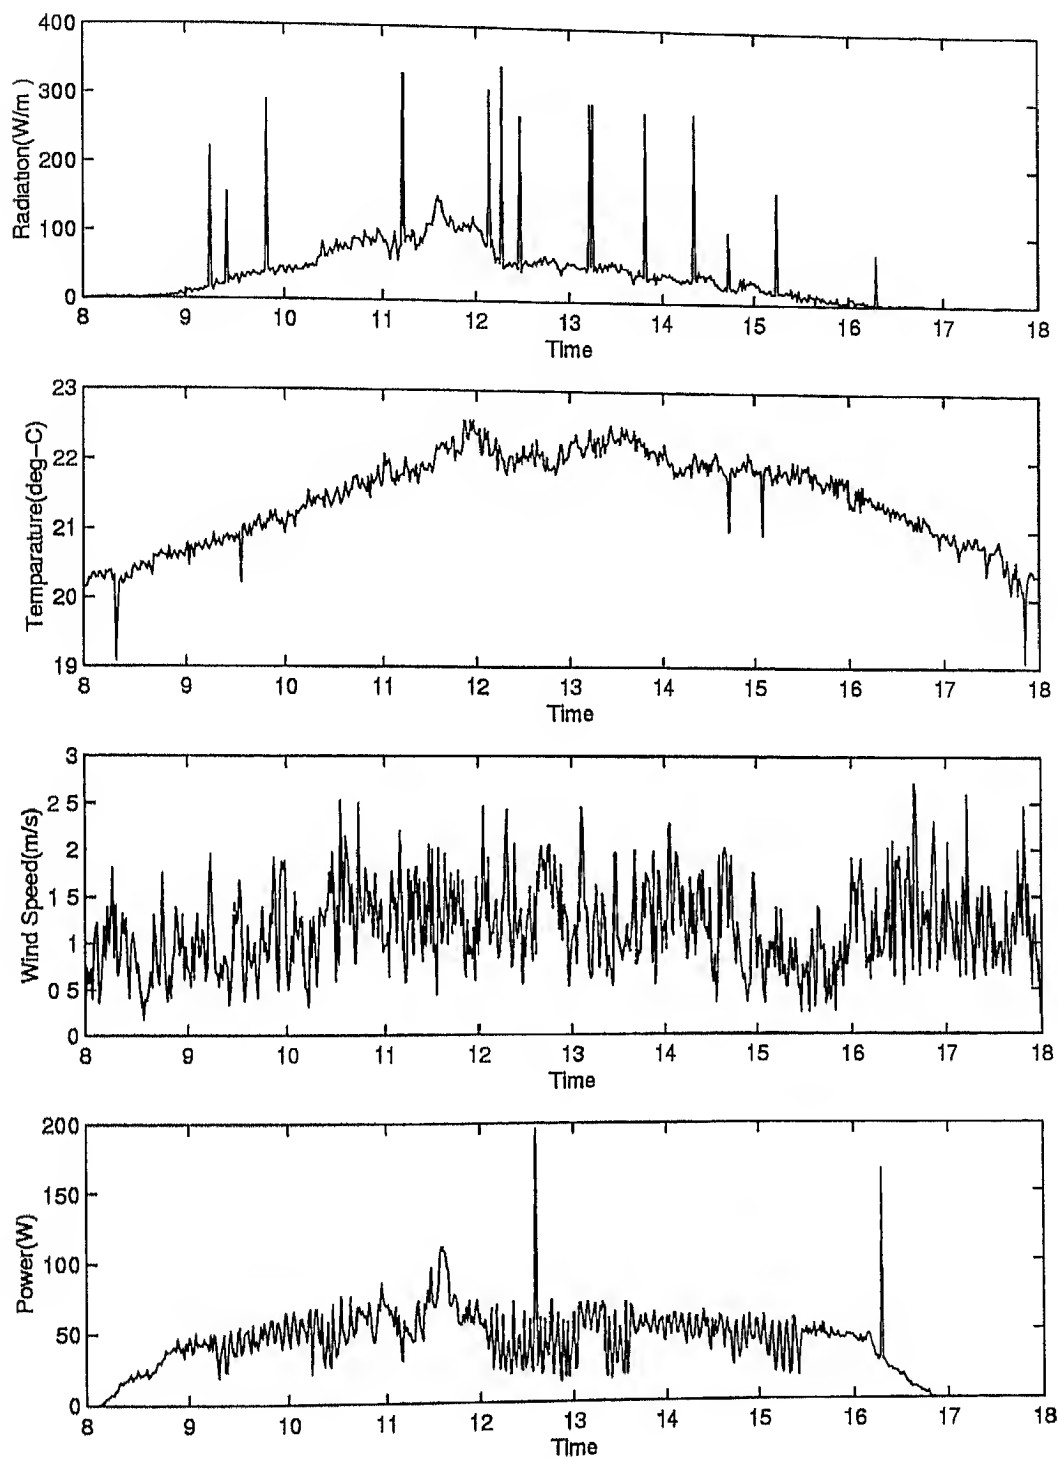 400
300
200
100
0
Radiation(W/m )
8 9 10 11 12 13 14 15 16 17 18
Time
23
22
21
20
19
Temparature(deg-C)
8 9 10 11 12 13 14 15 16 17 18
Time
3
2 5
2
1 5
1
0 5
0
Wind Speed(m/s)
8 9 10 11 12 13 14 15 16 17 18
Time
200
150
100
50
0
Power(W)
8 9 10 11 12 13 14 15 16 17 18
Time